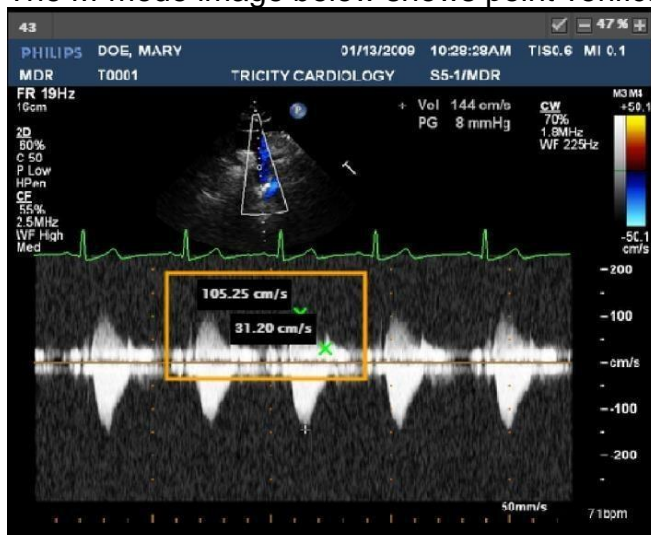 The M-mode image below shows point
43
47 %
PHILIPS DOE, MARY 01/13/2009 10:29:29AM TIS0.6 MI 0.1
MDR T0001 TRICITY CARDIOLOGY S5-1/MDR
FR 19Hz
16cm
2D
60%
C 50
P Low
HPen
CF
55%
2.5MHz
WF High
Med
P
+ Vel 144 cm/s
PG 8 mmHg
CW
70%
1.8MHz
WF 225Hz
M3 M4
+50.1
-50.1
cm/s
105.25 cm/s
31.20 cm/s
-200
-100
-cm/s
--100
--200
50mm/s
71bpm